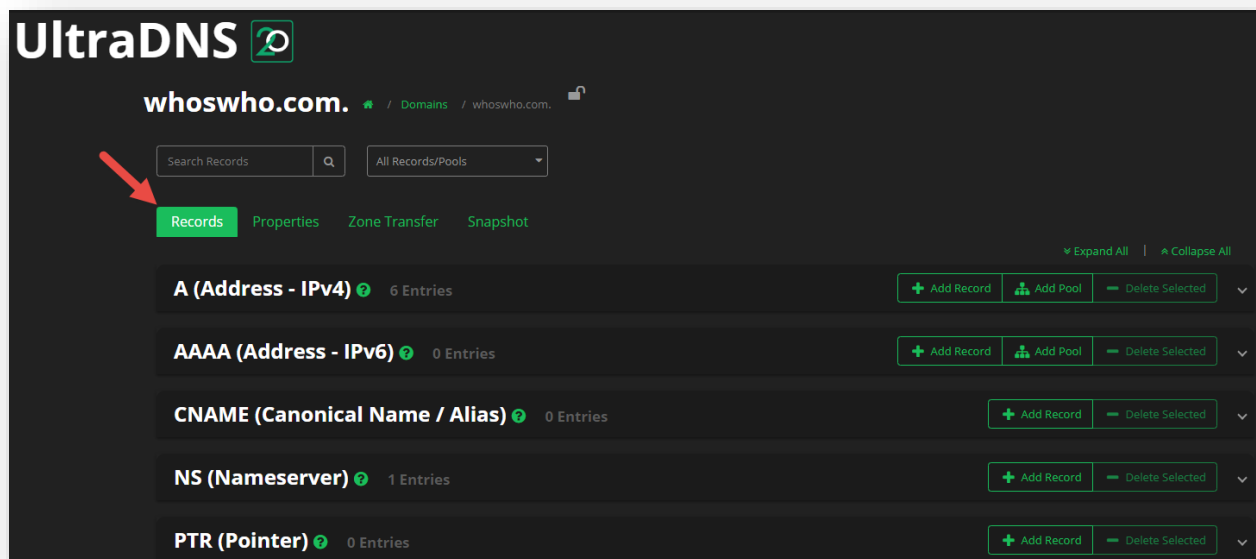 UltraDNS 20
whoswho.com. / Domains / whoswho.com.
Search Records All Records/Pools
Records Properties Zone Transfer Snapshot
Expand All | Collapse All
A (Address - IPv4) ? 6 Entries Add Record Add Pool Delete Selected
AAAA (Address - IPv6) ? 0 Entries Add Record Add Pool Delete Selected
CNAME (Canonical Name / Alias) ? 0 Entries Add Record Delete Selected
NS (Nameserver) ? 1 Entries Add Record Delete Selected
PTR (Pointer) ? 0 Entries Add Record Delete Selected